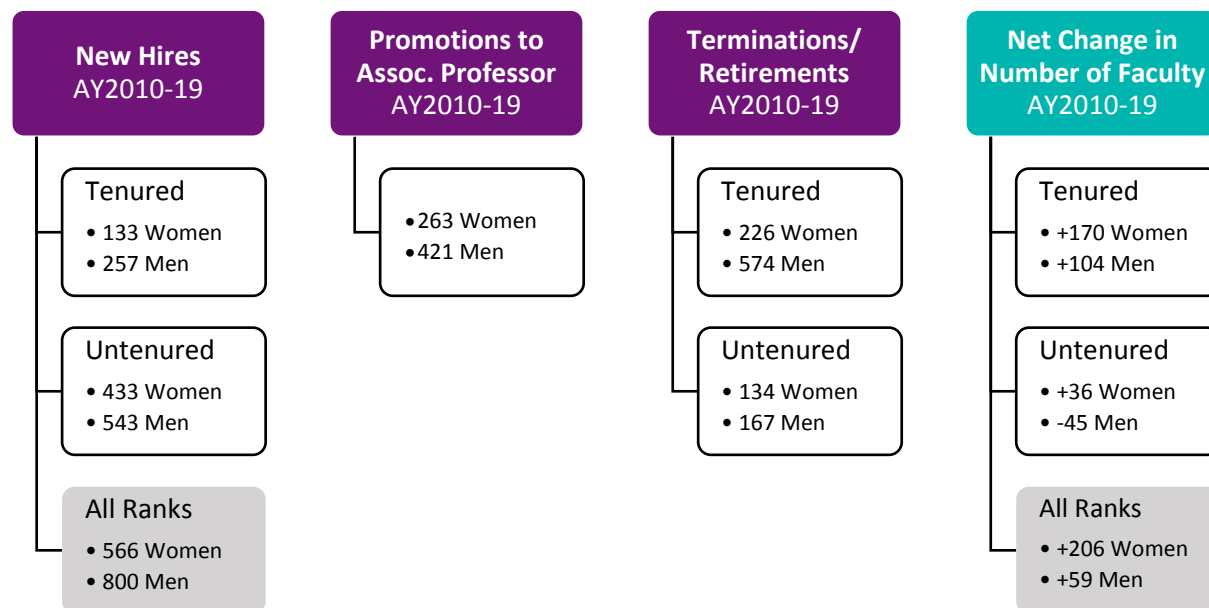 New Hires
AY2010-19
Tenured
• 133 Women
• 257 Men
Untenured
• 433 Women
• 543 Men
All Ranks
• 566 Women
• 800 Men
Promotions to
Assoc. Professor
AY2010-19
•263 Women
•421 Men
Terminations/
Retirements
AY2010-19
Tenured
• 226 Women
• 574 Men
Untenured
• 134 Women
• 167 Men
Net Change in
Number of Faculty
AY2010-19
Tenured
• +170 Women
• +104 Men
Untenured
• +36 Women
• -45 Men
All Ranks
• +206 Women
• +59 Men